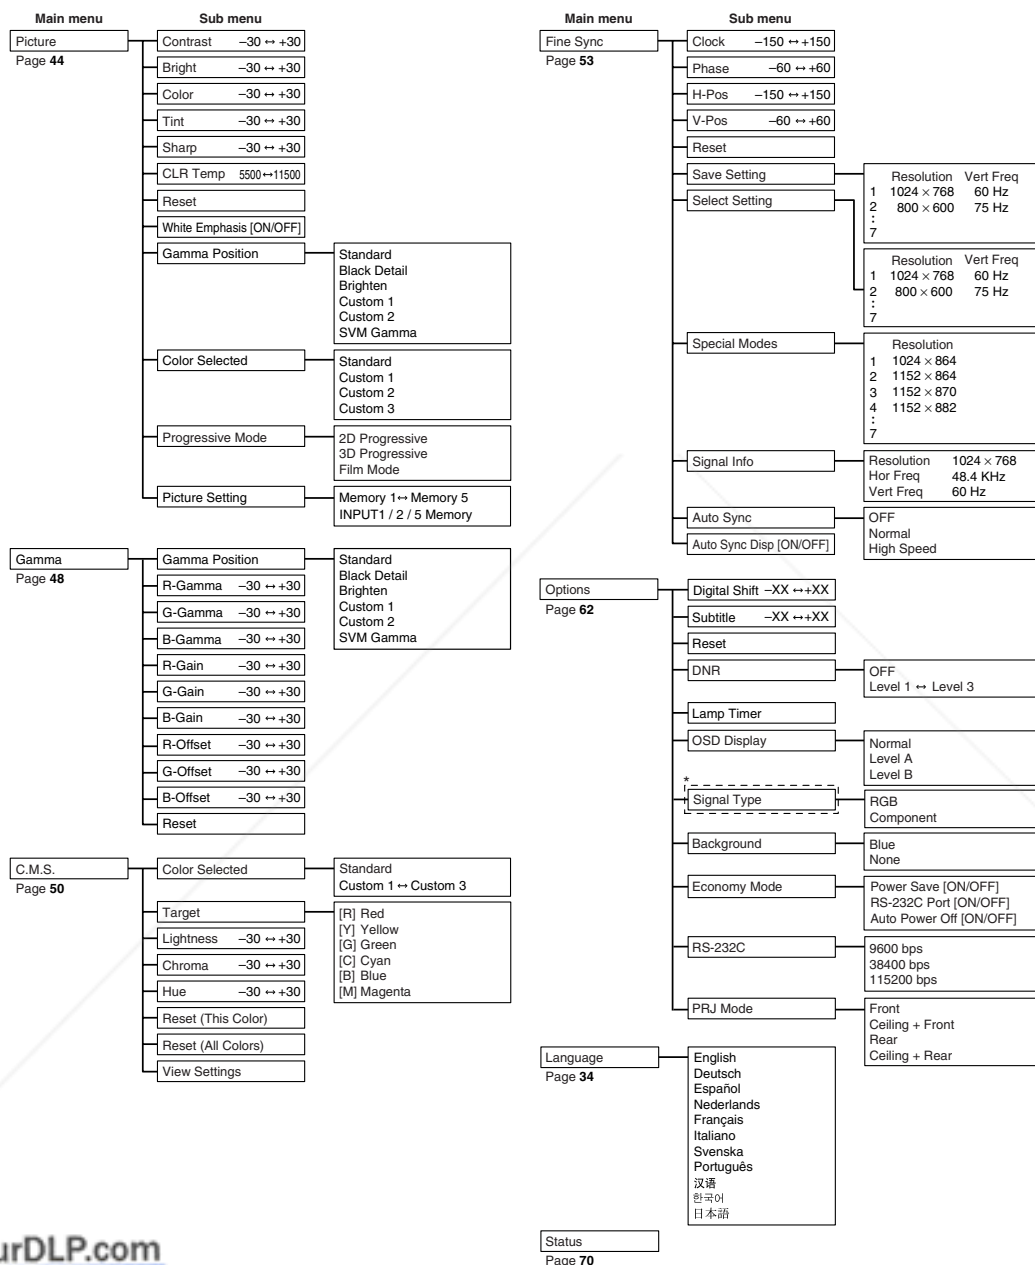 Main menu Sub menu
Picture
Page 44
Contrast –30 ↔ +30
Bright –30 ↔ +30
Color –30 ↔ +30
Tint –30 ↔ +30
Sharp –30 ↔ +30
CLR Temp 5500↔11500
Reset
White Emphasis [ON/OFF]
Gamma Position
Standard
Black Detail
Brighten
Custom 1
Custom 2
SVM Gamma
Color Selected
Standard
Custom 1
Custom 2
Custom 3
Progressive Mode
2D Progressive
3D Progressive
Film Mode
Picture Setting
Memory 1↔ Memory 5
INPUT1 / 2 / 5 Memory
Gamma
Page 48
Gamma Position
Standard
Black Detail
Brighten
Custom 1
Custom 2
SVM Gamma
R-Gamma –30 ↔ +30
G-Gamma –30 ↔ +30
B-Gamma –30 ↔ +30
R-Gain –30 ↔ +30
G-Gain –30 ↔ +30
B-Gain –30 ↔ +30
R-Offset –30 ↔ +30
G-Offset –30 ↔ +30
B-Offset –30 ↔ +30
Reset
C.M.S.
Page 50
Color Selected
Standard
Custom 1 ↔ Custom 3
Target
[R] Red
[Y] Yellow
[G] Green
[C] Cyan
[B] Blue
[M] Magenta
Lightness –30 ↔ +30
Chroma –30 ↔ +30
Hue –30 ↔ +30
Reset (This Color)
Reset (All Colors)
View Settings
Main menu Sub menu
Fine Sync
Page 53
Clock –150 ↔ +150
Phase –60 ↔ +60
H-Pos –150 ↔ +150
V-Pos –60 ↔ +60
Reset
Save Setting
Resolution Vert Freq
1 1024 × 768 60 Hz
2 800 × 600 75 Hz
:
7
Select Setting
Resolution Vert Freq
1 1024 × 768 60 Hz
2 800 × 600 75 Hz
:
7
Special Modes
Resolution
1 1024 × 864
2 1152 × 864
3 1152 × 870
4 1152 × 882
:
7
Signal Info
Resolution 1024 × 768
Hor Freq 48.4 KHz
Vert Freq 60 Hz
Auto Sync
OFF
Normal
High Speed
Auto Sync Disp [ON/OFF]
Options
Page 62
Digital Shift –XX ↔+XX
Subtitle –XX ↔+XX
Reset
DNR
OFF
Level 1 ↔ Level 3
Lamp Timer
OSD Display
Normal
Level A
Level B
*
Signal Type
RGB
Component
Background
Blue
None
Economy Mode
Power Save [ON/OFF]
RS-232C Port [ON/OFF]
Auto Power Off [ON/OFF]
RS-232C
9600 bps
38400 bps
115200 bps
PRJ Mode
Front
Ceiling + Front
Rear
Ceiling + Rear
Language
Page 34
English
Deutsch
Español
Nederlands
Français
Italiano
Svenska
Português
汉语
한국어
日本語
Status
Page 70
urDLP.com